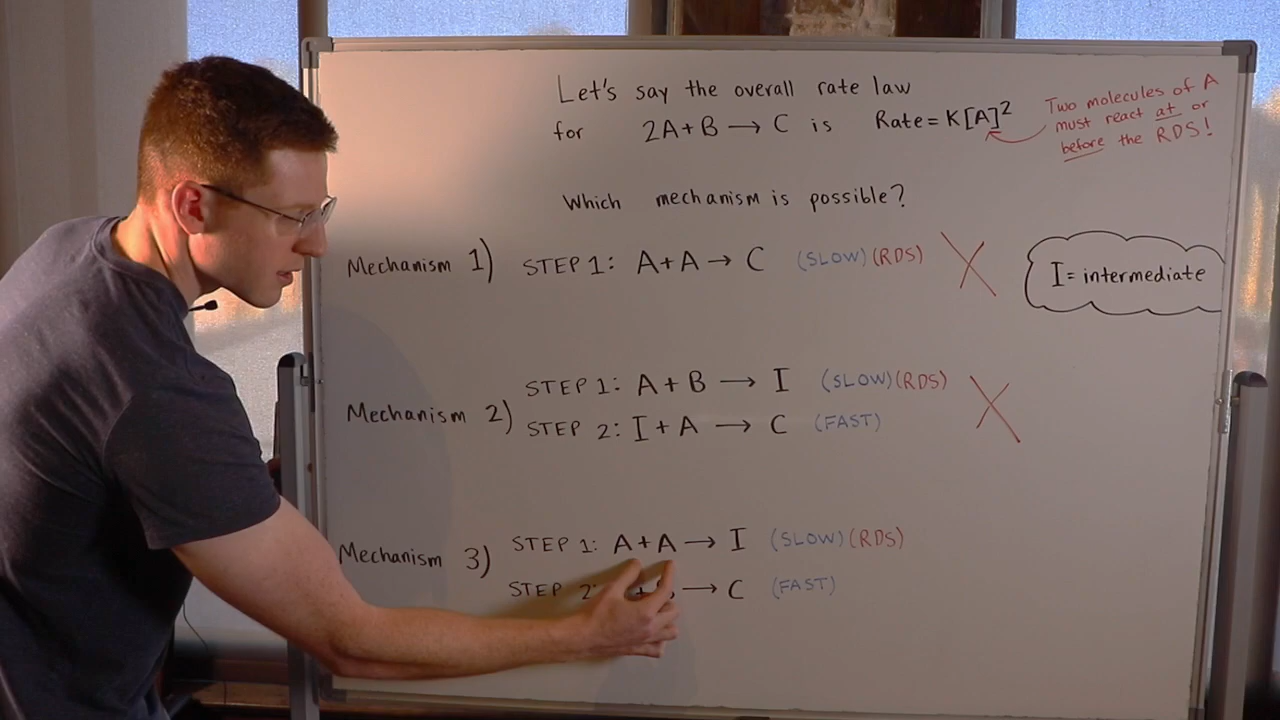 Let's say the overall rate law
for 2A+B → C is Rate=K[A]²
Two molecules of A
must react at or
before the RDS!
Which mechanism is possible?
Mechanism 1) STEP 1: A+A → C (SLOW)(RDS) X
I= intermediate
Mechanism 2)
STEP 1: A+B → I (SLOW)(RDS) X
STEP 2: I+A → C (FAST)
Mechanism 3)
STEP 1: A+A → I (SLOW)(RDS)
STEP 2: + → C (FAST)